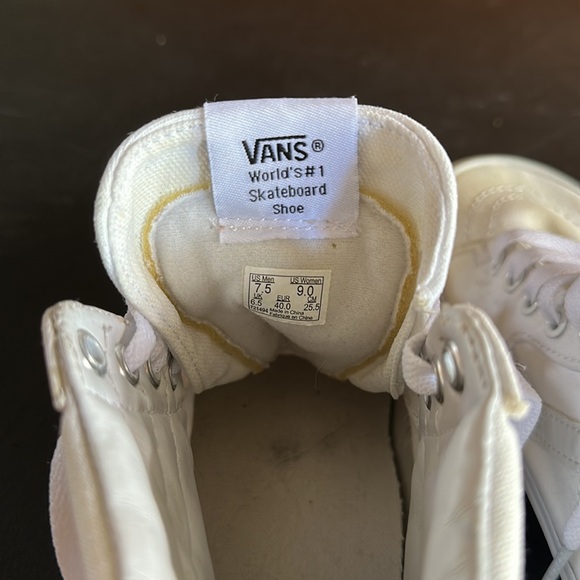 VANS®
World's #1
Skateboard
Shoe
US Men US Women
7.5 9.0
UK EUR CM
6.5 40.0 25.5
721494 Made in China
Fabriqué en Chine